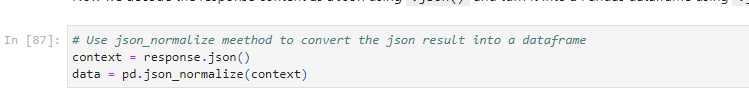 In [87]: # Use json_normalize meethod to convert the json result into a dataframe
context = response.json()
data = pd.json_normalize(context)